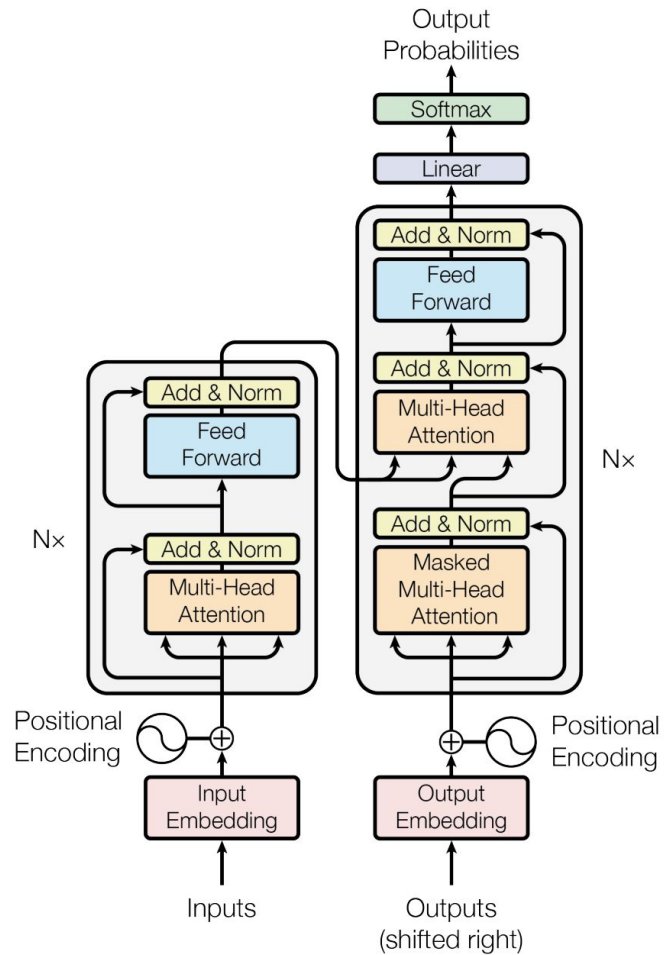 Output
Probabilities
Softmax
Linear
Add & Norm
Feed
Forward
Add & Norm
Multi-Head
Attention
Add & Norm
Masked
Multi-Head
Attention
Nx
Add & Norm
Feed
Forward
Add & Norm
Multi-Head
Attention
Nx
Positional
Encoding
Positional
Encoding
Input
Embedding
Output
Embedding
Inputs
Outputs
(shifted right)